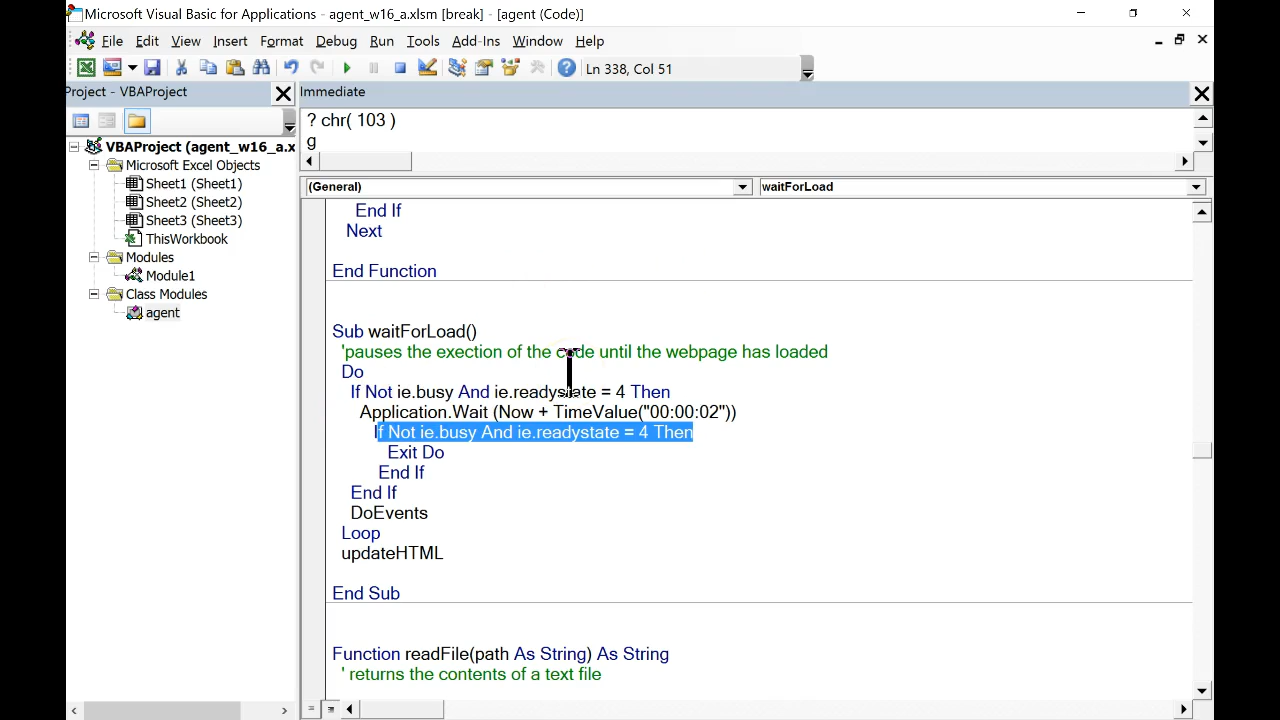 Microsoft Visual Basic for Applications - agent_w16_a.xlsm [break] - [agent (Code)]
File Edit View Insert Format Debug Run Tools Add-Ins Window Help
Ln 338, Col 51
Project - VBAProject
Immediate
? chr( 103 )
g
VBAProject (agent_w16_a.x
Microsoft Excel Objects
Sheet1 (Sheet1)
Sheet2 (Sheet2)
Sheet3 (Sheet3)
ThisWorkbook
Modules
Module1
Class Modules
agent
(General)
waitForLoad
End If
Next
End Function
Sub waitForLoad()
'pauses the exection of the code until the webpage has loaded
Do
If Not ie.busy And ie.readystate = 4 Then
Application.Wait (Now + TimeValue("00:00:02"))
If Not ie.busy And ie.readystate = 4 Then
Exit Do
End If
End If
DoEvents
Loop
updateHTML
End Sub
Function readFile(path As String) As String
' returns the contents of a text file